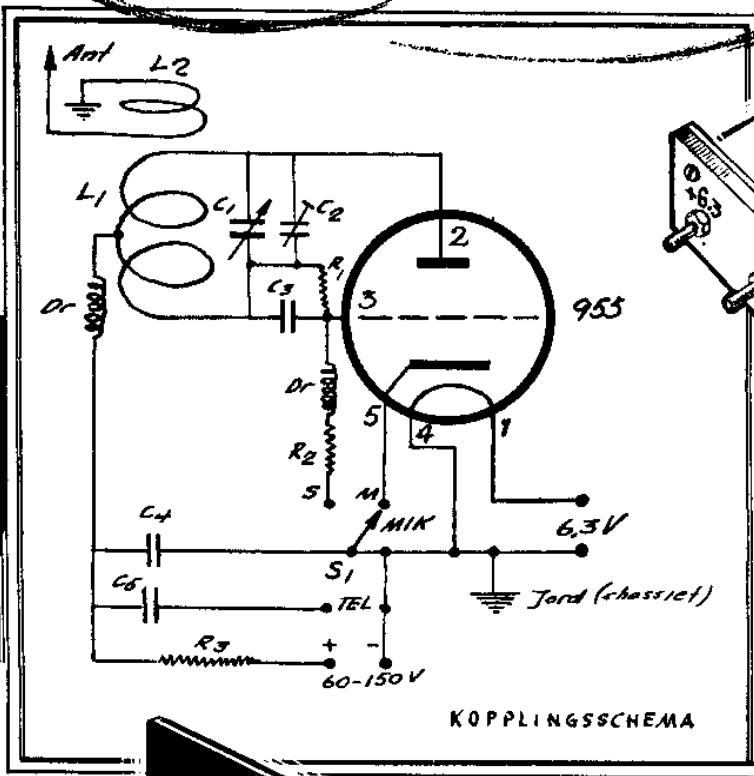 Ant
L2
L1
C1
C2
R1
C3
Dr
2
3
955
+6.3
Dr
R2
5
4
1
S
M
MIK
S1
C4
C5
R3
TEL
+ -
60-150V
6,3V
Jord (chassiet)
KOPPLINGSSCHEMA